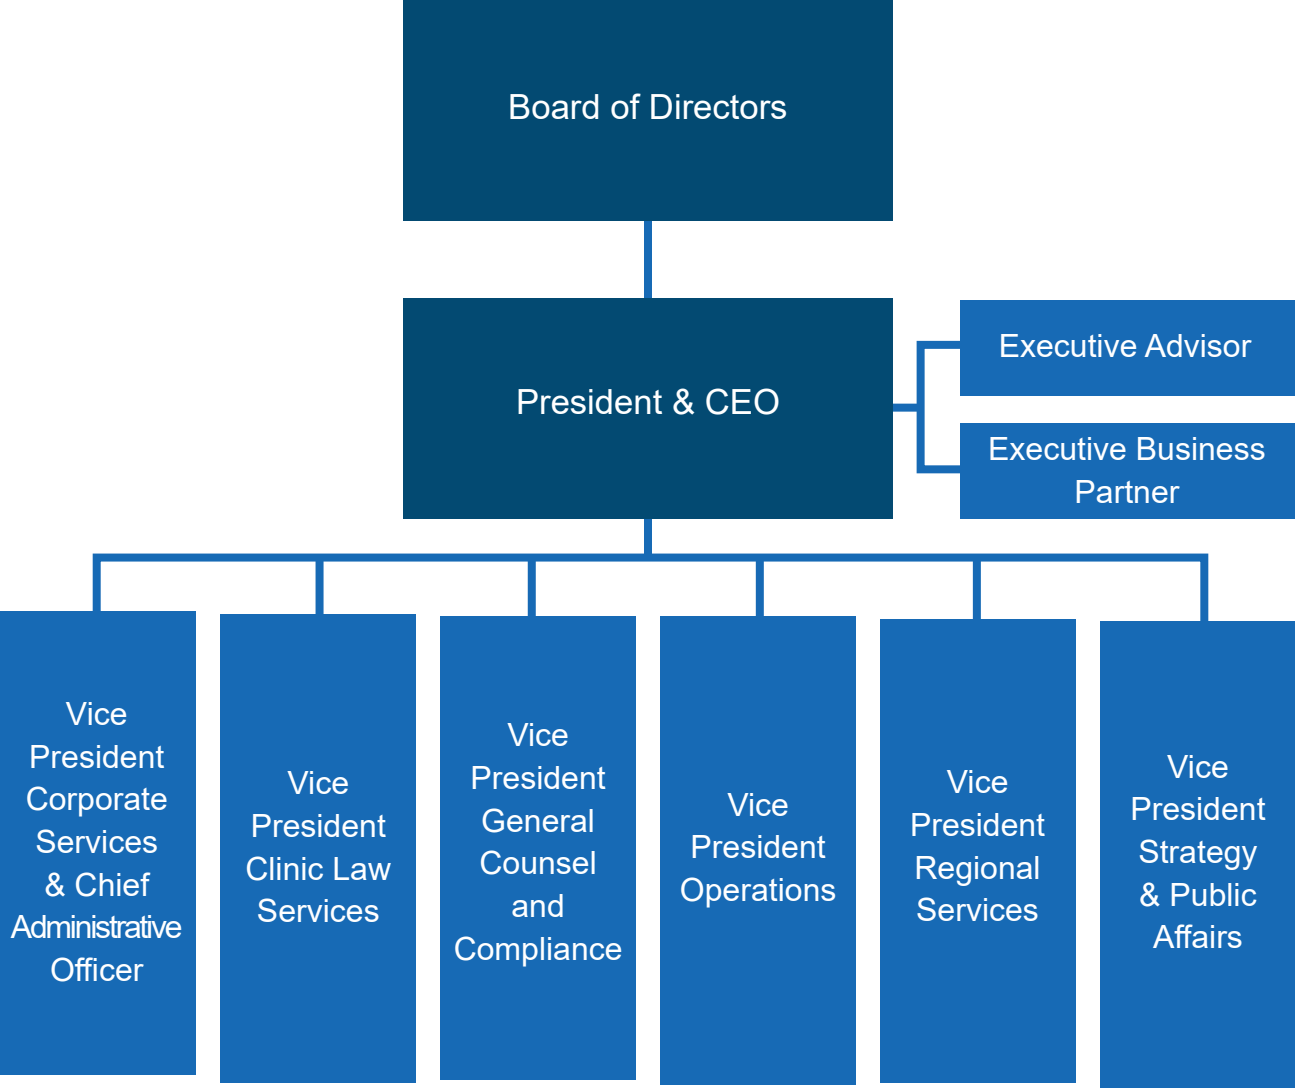 Board of Directors
President & CEO
Executive Advisor
Executive Business
Partner
Vice
President
Corporate
Services
& Chief
Administrative
Officer
Vice
President
Clinic Law
Services
Vice
President
General
Counsel
and
Compliance
Vice
President
Operations
Vice
President
Regional
Services
Vice
President
Strategy
& Public
Affairs